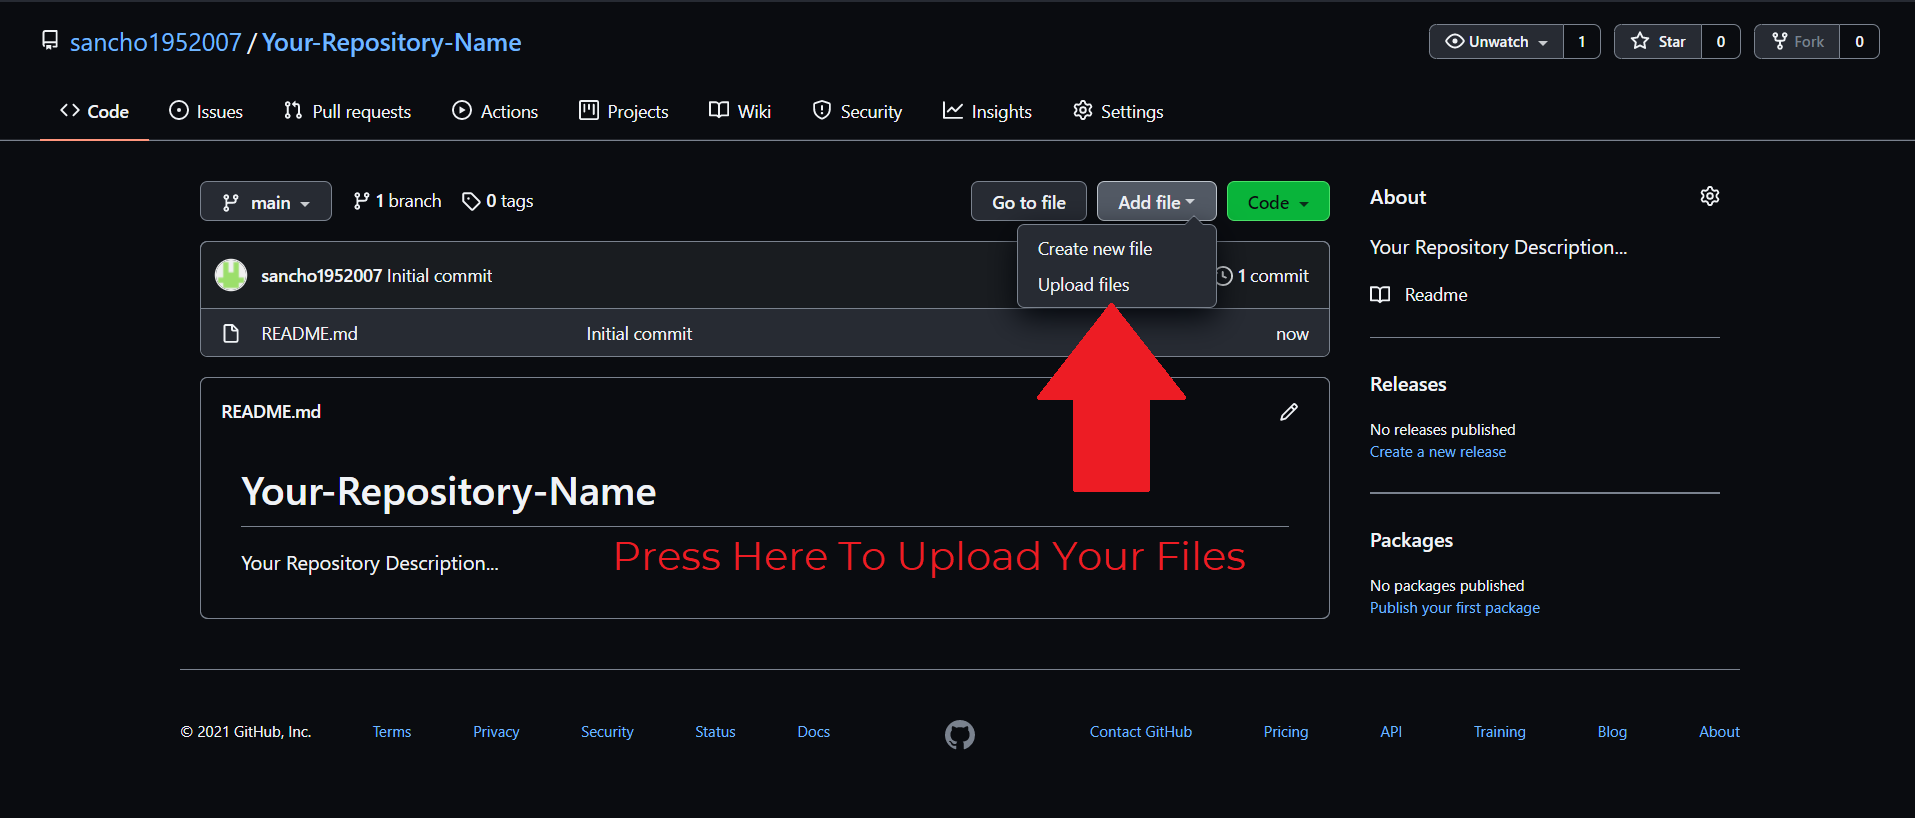 sancho1952007 / Your-Repository-Name
Unwatch 1 Star 0 Fork 0
Code Issues Pull requests Actions Projects Wiki Security Insights Settings
main 1 branch 0 tags Go to file Add file Code
Create new file
Upload files
sancho1952007 Initial commit 1 commit
README.md Initial commit now
README.md
Your-Repository-Name
Your Repository Description...
Press Here To Upload Your Files
About
Your Repository Description...
Readme
Releases
No releases published
Create a new release
Packages
No packages published
Publish your first package
© 2021 GitHub, Inc. Terms Privacy Security Status Docs Contact GitHub Pricing API Training Blog About